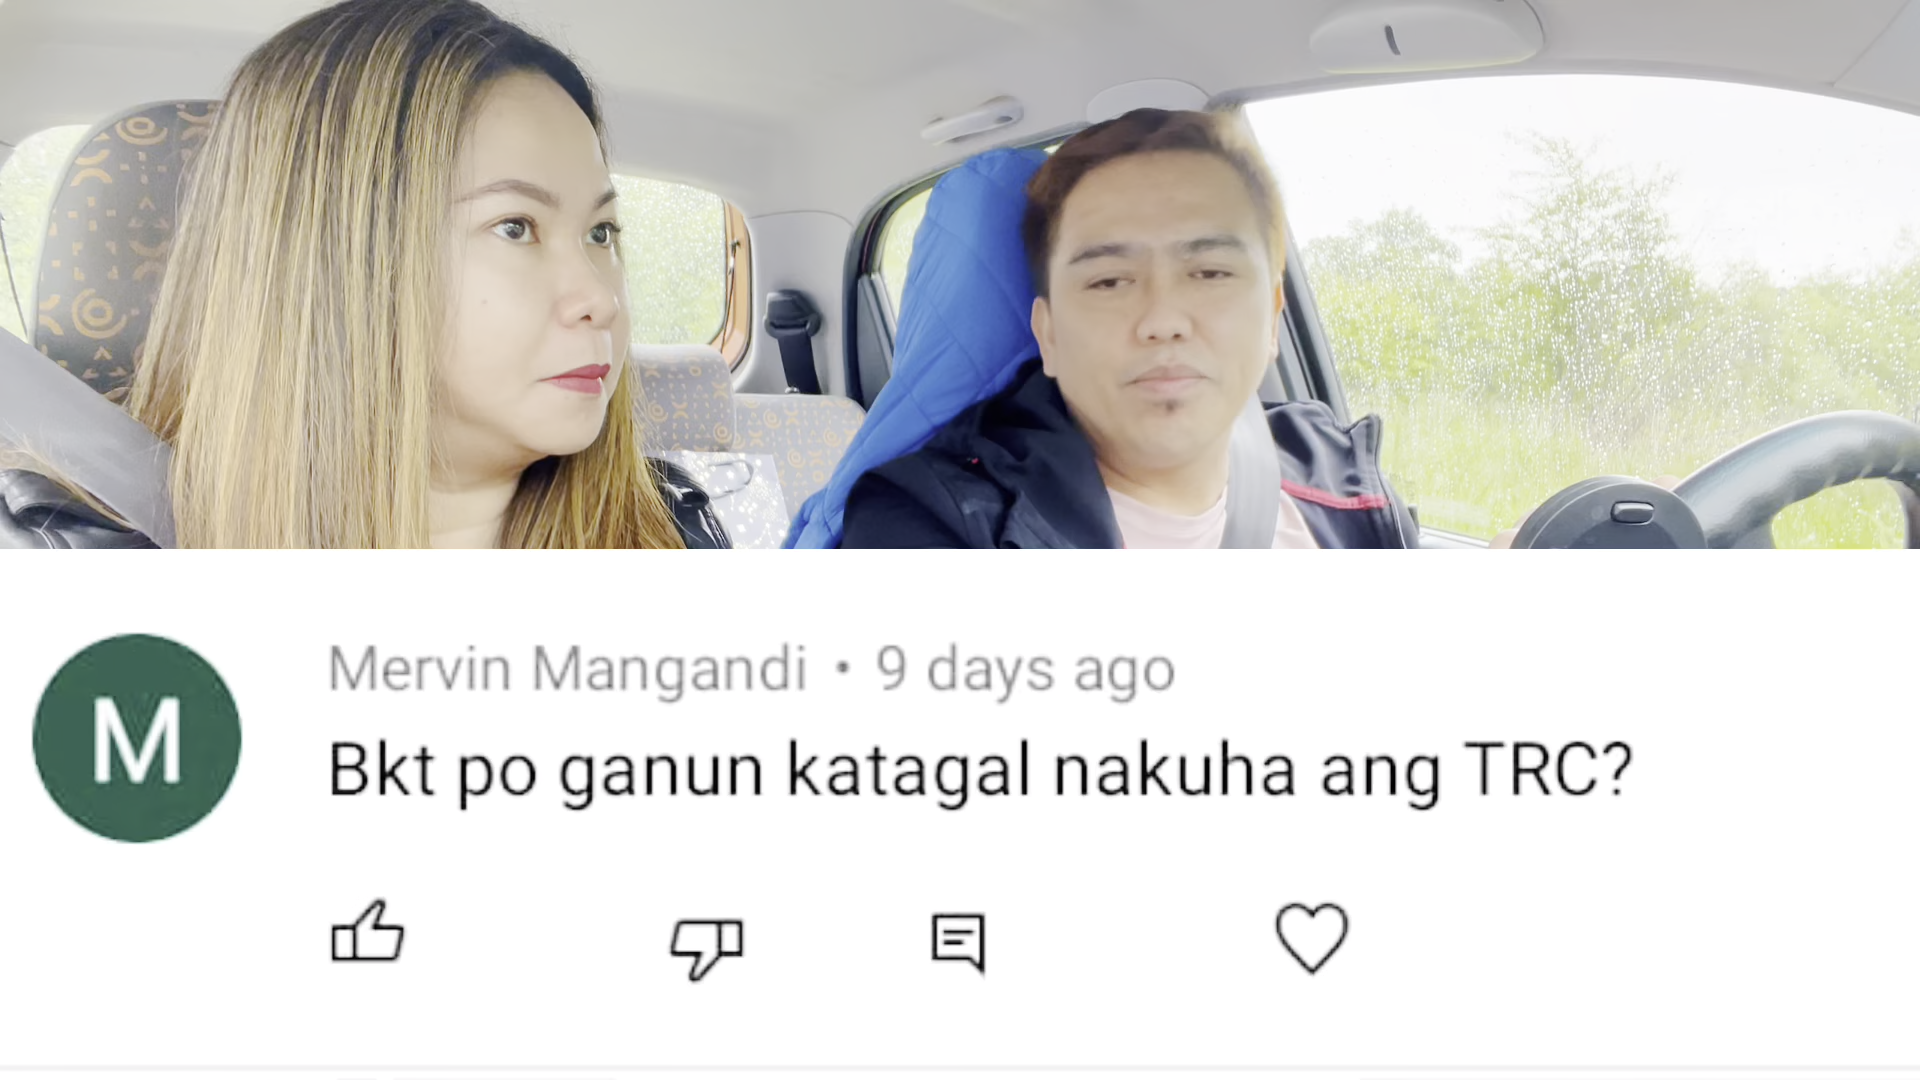 M
Mervin Mangandi • 9 days ago
Bkt po ganun katagal nakuha ang TRC?